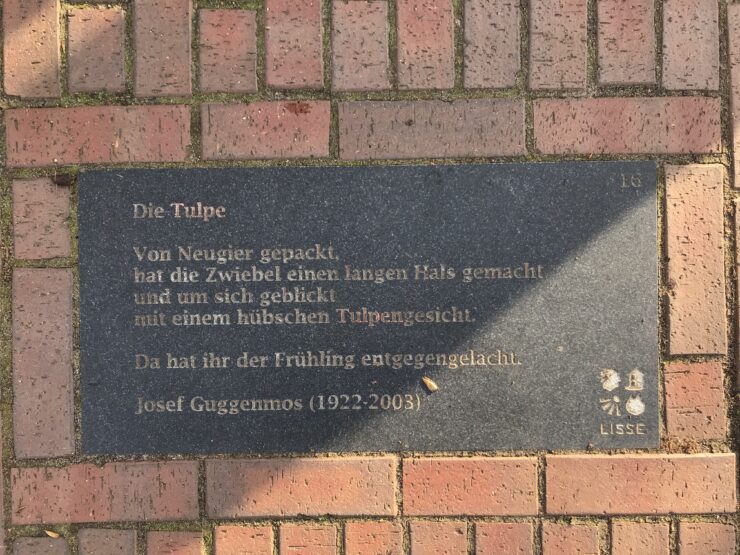 16
Die Tulpe
Von Neugier gepackt,
hat die Zwiebel einen langen Hals gemacht
und um sich geblickt
mit einem hübschen Tulpengesicht.
Da hat ihr der Frühling entgegengelacht.
Josef Guggenmos (1922-2003)
LISSE